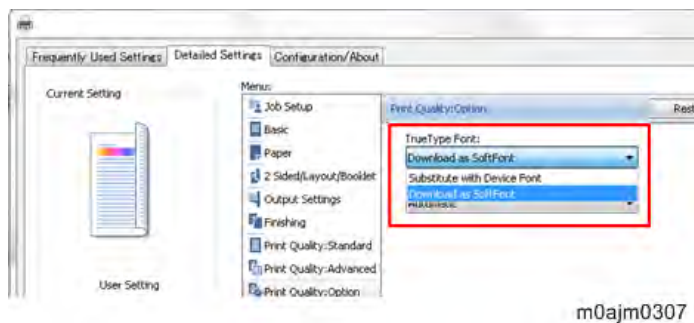 Frequently Used Settings
Detailed Settings
Configuration/About
Current Setting
User Setting
Menu:
Job Setup
Basic
Paper
2 Sided/Layout/Booklet
Output Settings
Finishing
Print Quality:Standard
Print Quality:Advanced
Print Quality:Option
Print Quality:Option
Rest
TrueType Font:
Download as SoftFont
Substitute with Device Font
Download as SoftFont
Automatic
m0ajm0307